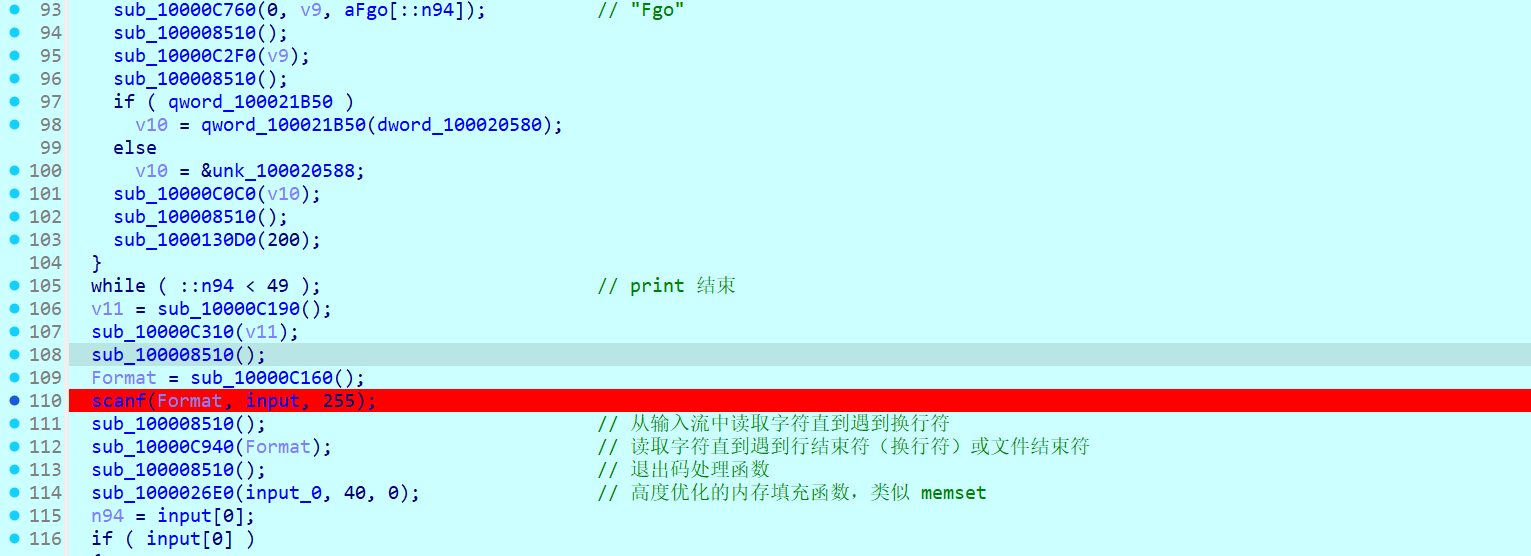 93 sub_10000C760(0, v9, aFgo[::n94]); // "Fgo"
94 sub_100008510();
95 sub_10000C2F0(v9);
96 sub_100008510();
97 if ( qword_100021B50 )
98 v10 = qword_100021B50(dword_100020580);
99 else
100 v10 = &unk_100020588;
101 sub_10000C0C0(v10);
102 sub_100008510();
103 sub_1000130D0(200);
104 }
105 while ( ::n94 < 49 ); // print 结束
106 v11 = sub_10000C190();
107 sub_10000C310(v11);
108 sub_100008510();
109 Format = sub_10000C160();
110 scanf(Format, input, 255);
111 sub_100008510(); // 从输入流中读取字符直到遇到换行符
112 sub_10000C940(Format); // 读取字符直到遇到行结束符（换行符）或文件结束符
113 sub_100008510(); // 退出码处理函数
114 sub_1000026E0(input_0, 40, 0); // 高度优化的内存填充函数，类似 memset
115 n94 = input[0];
116 if ( input[0] )